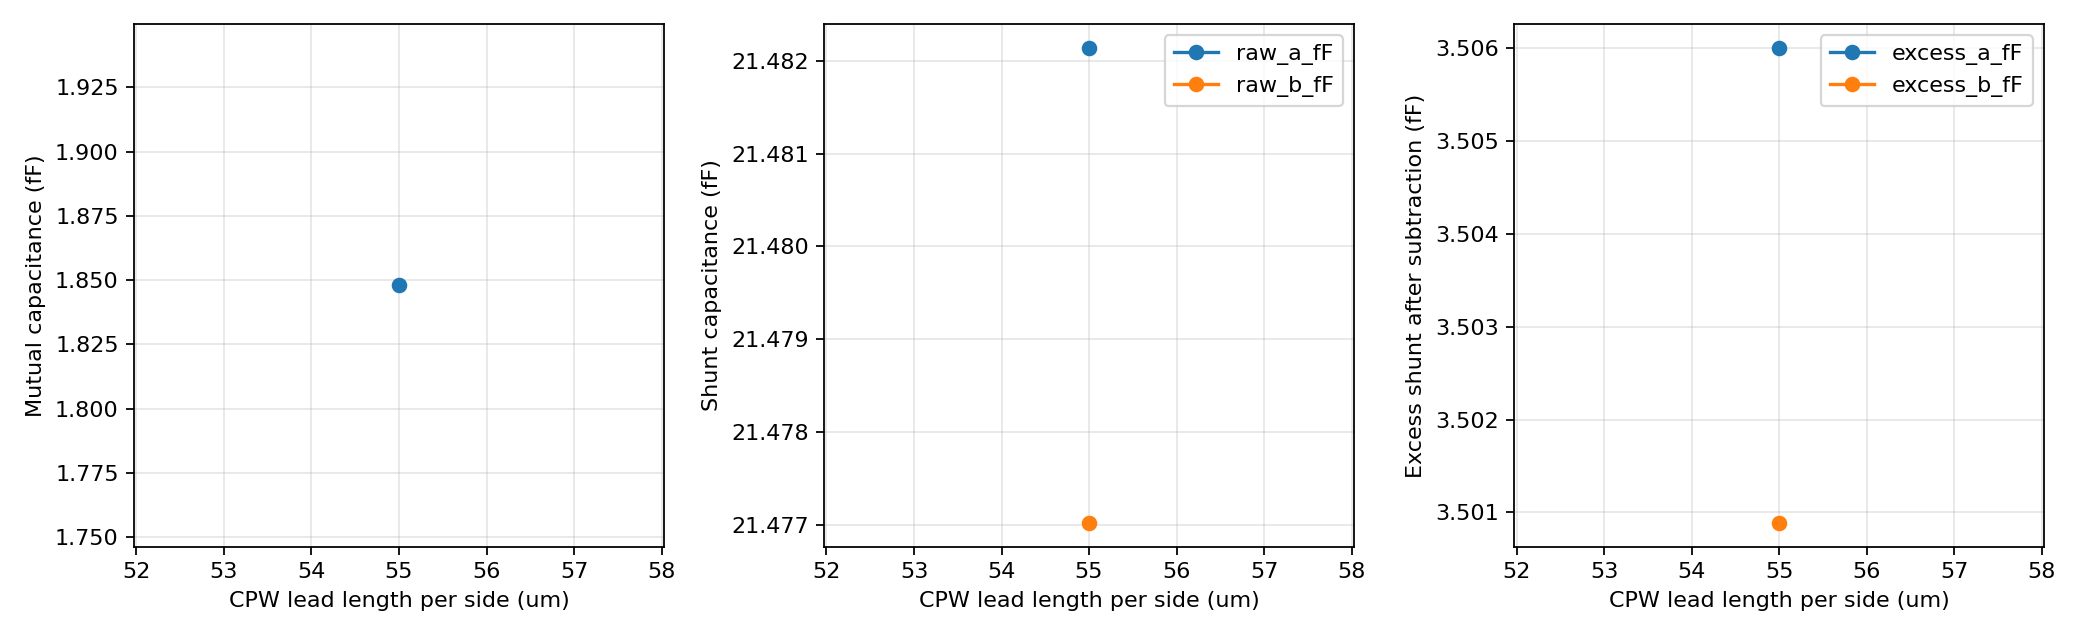 Mutual capacitance (fF)
1.925
1.900
1.875
1.850
1.825
1.800
1.775
1.750
52 53 54 55 56 57 58
CPW lead length per side (um)
Shunt capacitance (fF)
21.482
21.481
21.480
21.479
21.478
21.477
raw_a_fF
raw_b_fF
52 53 54 55 56 57 58
CPW lead length per side (um)
Excess shunt after subtraction (fF)
3.506
3.505
3.504
3.503
3.502
3.501
excess_a_fF
excess_b_fF
52 53 54 55 56 57 58
CPW lead length per side (um)